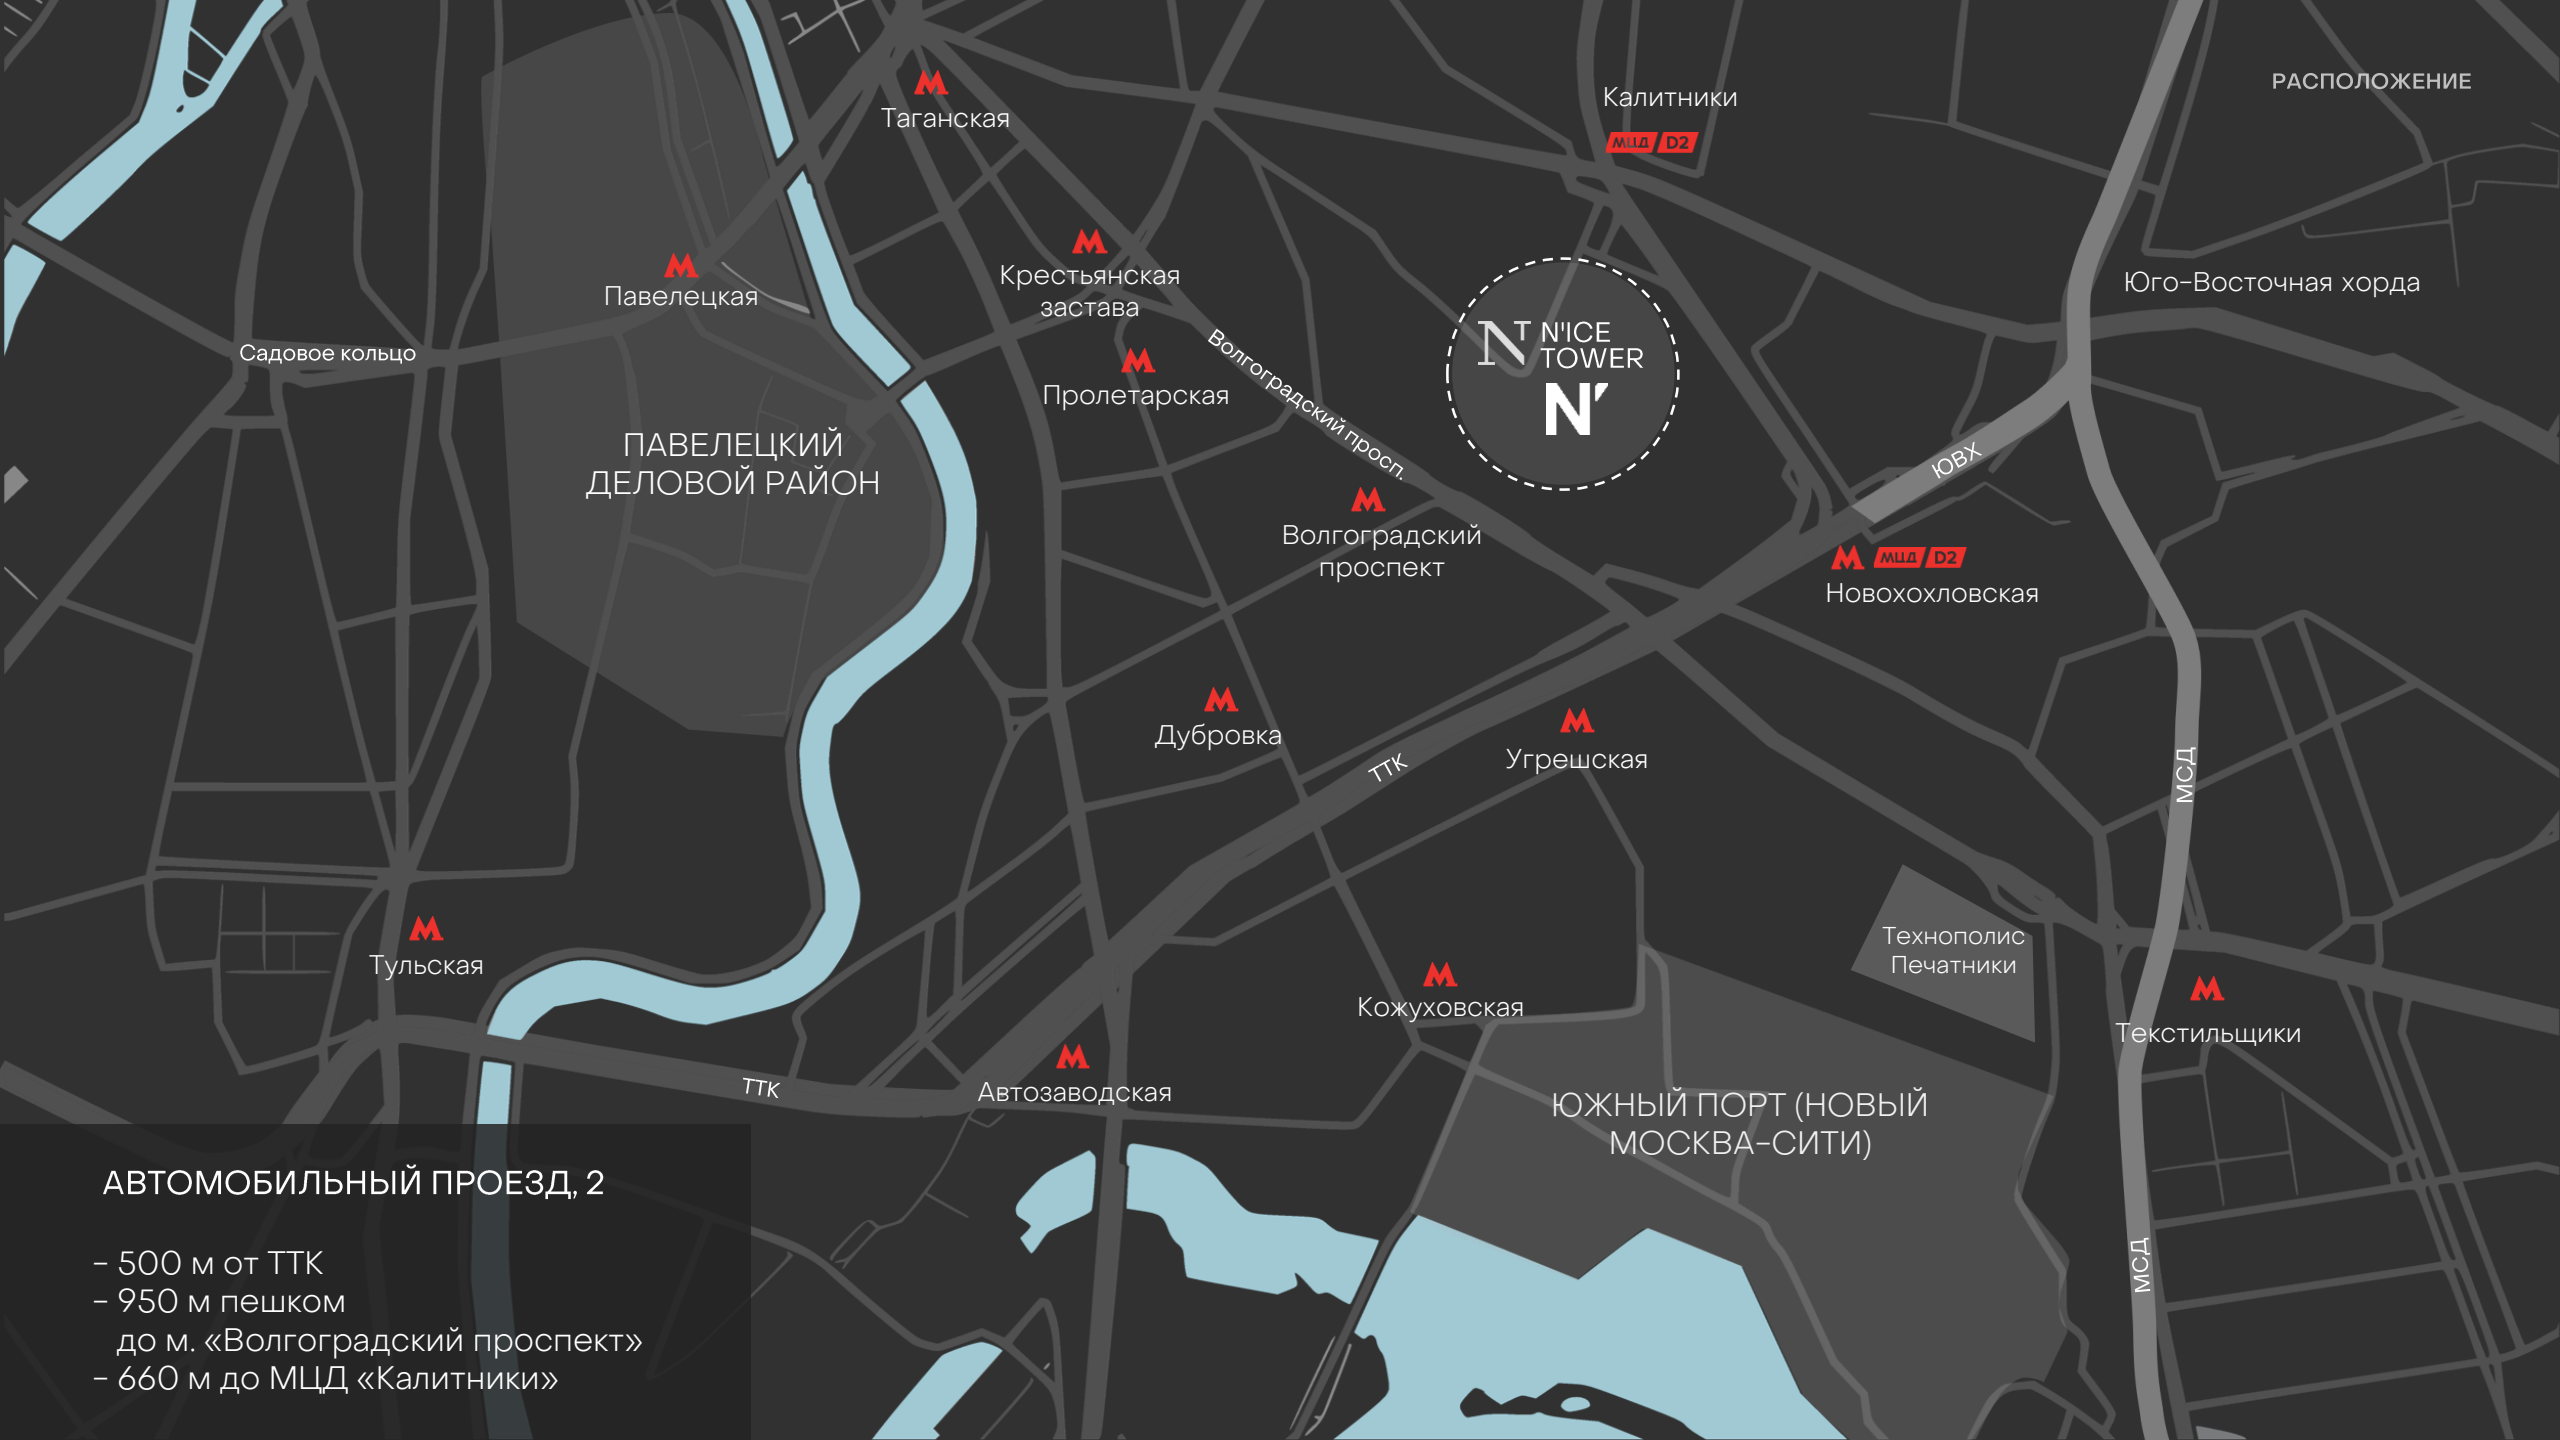 РАСПОЛОЖЕНИЕ
Калитники
МЦД D2
Таганская
Крестьянская
застава
Юго-Восточная хорда
Павелецкая
Садовое кольцо
N'ICE
TOWER
N'
Волгоградский просп.
Пролетарская
ПАВЕЛЕЦКИЙ
ДЕЛОВОЙ РАЙОН
ЮВХ
Волгоградский
проспект
МЦД D2
Новохохловская
Дубровка
Угрешская
ТТК
МСД
Тульская
Технополис
Печатники
Кожуховская
Текстильщики
ТТК
Автозаводская
ЮЖНЫЙ ПОРТ (НОВЫЙ
МОСКВА-СИТИ)
МСД
АВТОМОБИЛЬНЫЙ ПРОЕЗД, 2
- 500 м от ТТК
- 950 м пешком
до м. «Волгоградский проспект»
- 660 м до МЦД «Калитники»